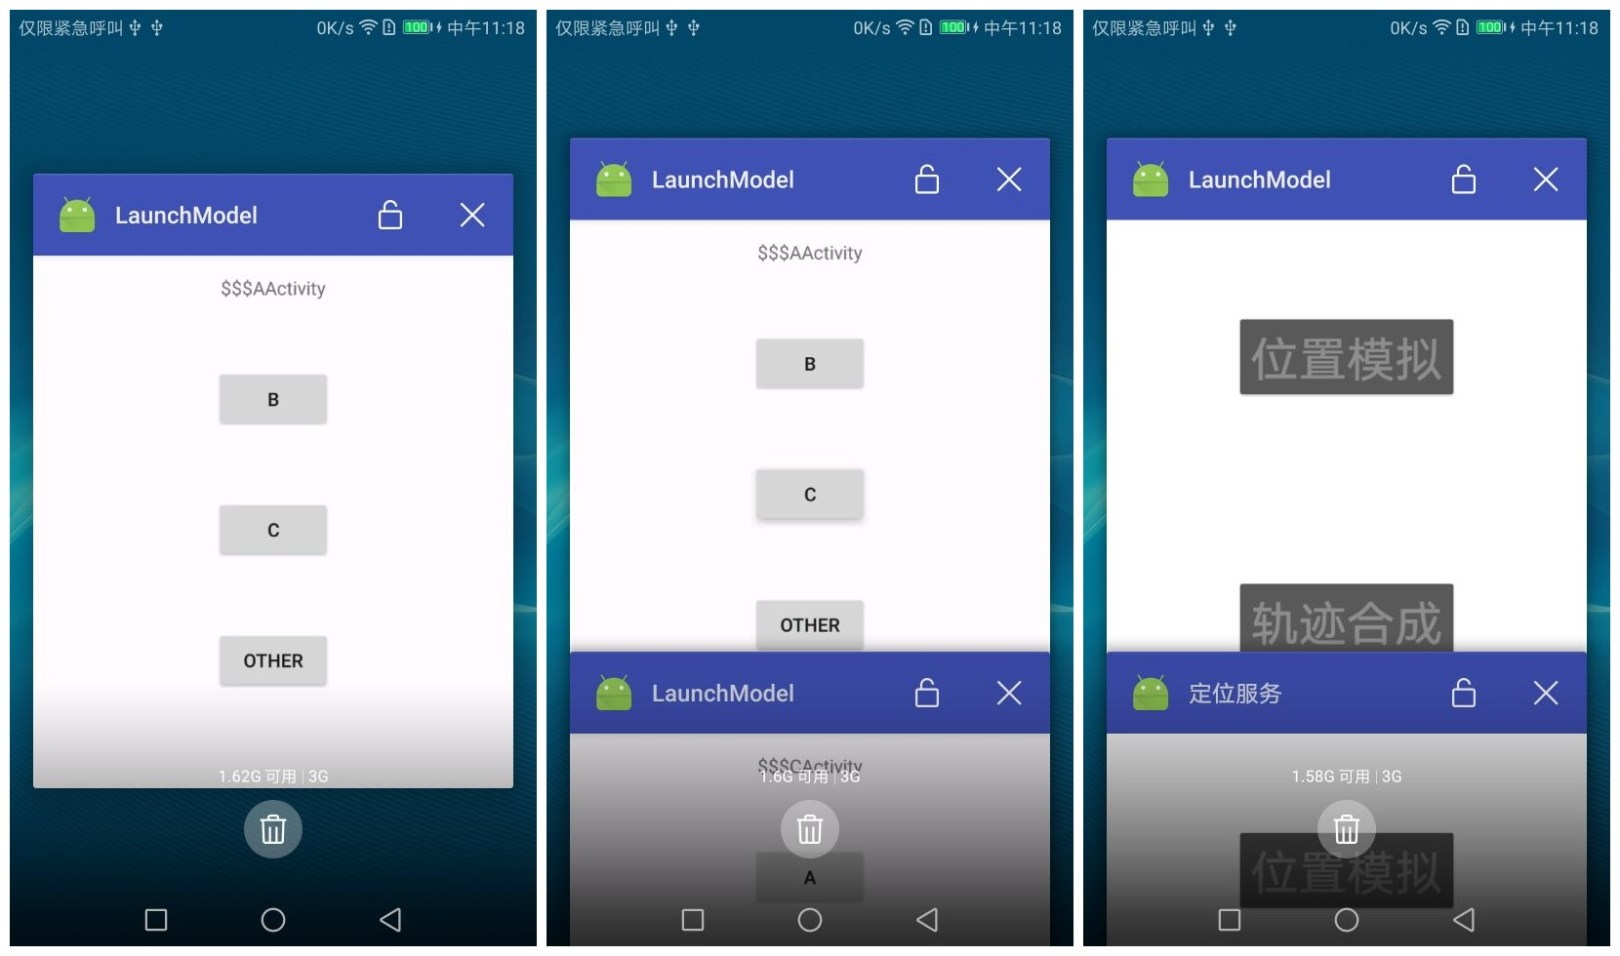 仅限紧急呼叫 0K/s 100 中午11:18
LaunchModel
$$$AActivity
B
C
OTHER
1.62G 可用 | 3G
仅限紧急呼叫 0K/s 100 中午11:18
LaunchModel
$$$AActivity
B
C
OTHER
LaunchModel
$$$CActivity
1.6G 可用 | 3G
A
仅限紧急呼叫 0K/s 100 中午11:18
LaunchModel
位置模拟
轨迹合成
定位服务
1.58G 可用 | 3G
位置模拟